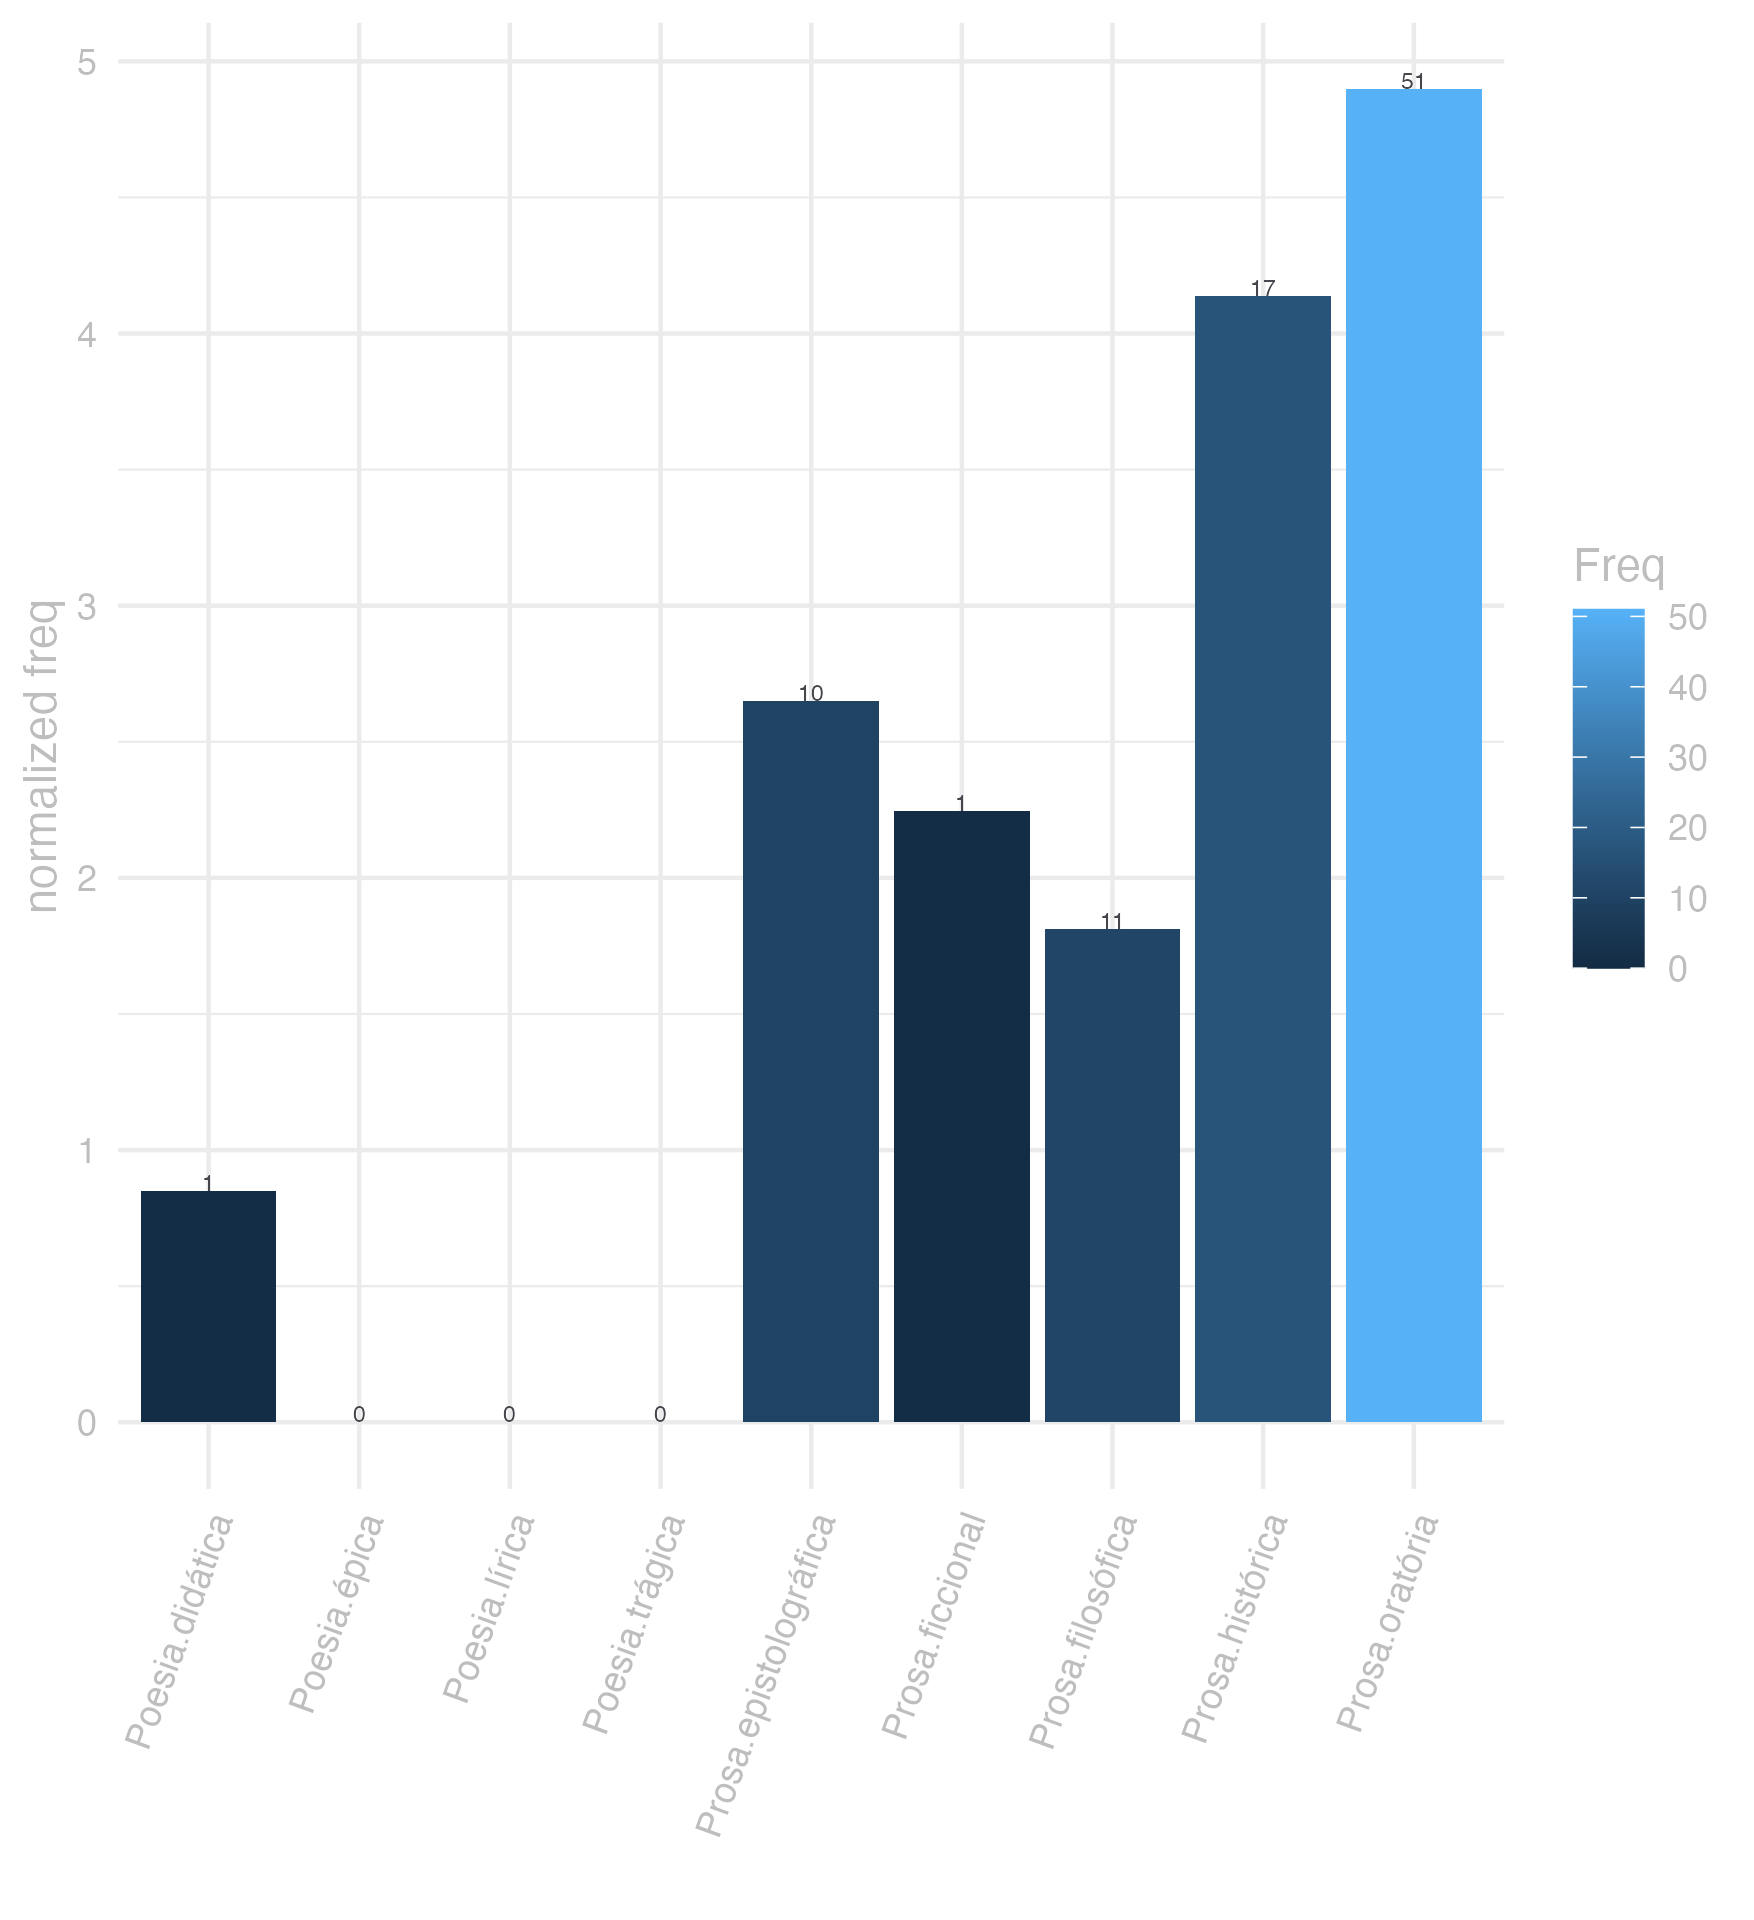 normalized freq
5
4
3
2
1
0
1
0
0
0
10
1
11
17
51
Poesia.didática
Poesia.épica
Poesia.lírica
Poesia.trágica
Prosa.epistolográfica
Prosa.ficcional
Prosa.filosófica
Prosa.histórica
Prosa.oratória
Freq
50
40
30
20
10
0